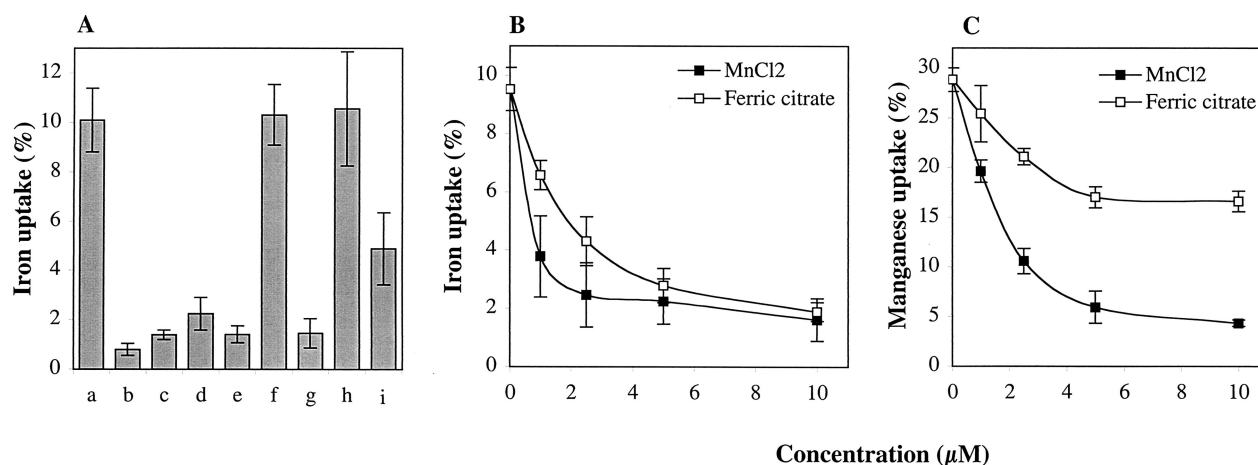 A
Iron uptake (%)
12
10
8
6
4
2
0
a b c d e f g h i
B
Iron uptake (%)
MnCl2
Ferric citrate
10
8
6
4
2
0
0 2 4 6 8 10
C
Manganese uptake (%)
MnCl2
Ferric citrate
30
25
20
15
10
5
0
0 2 4 6 8 10
Concentration (µM)